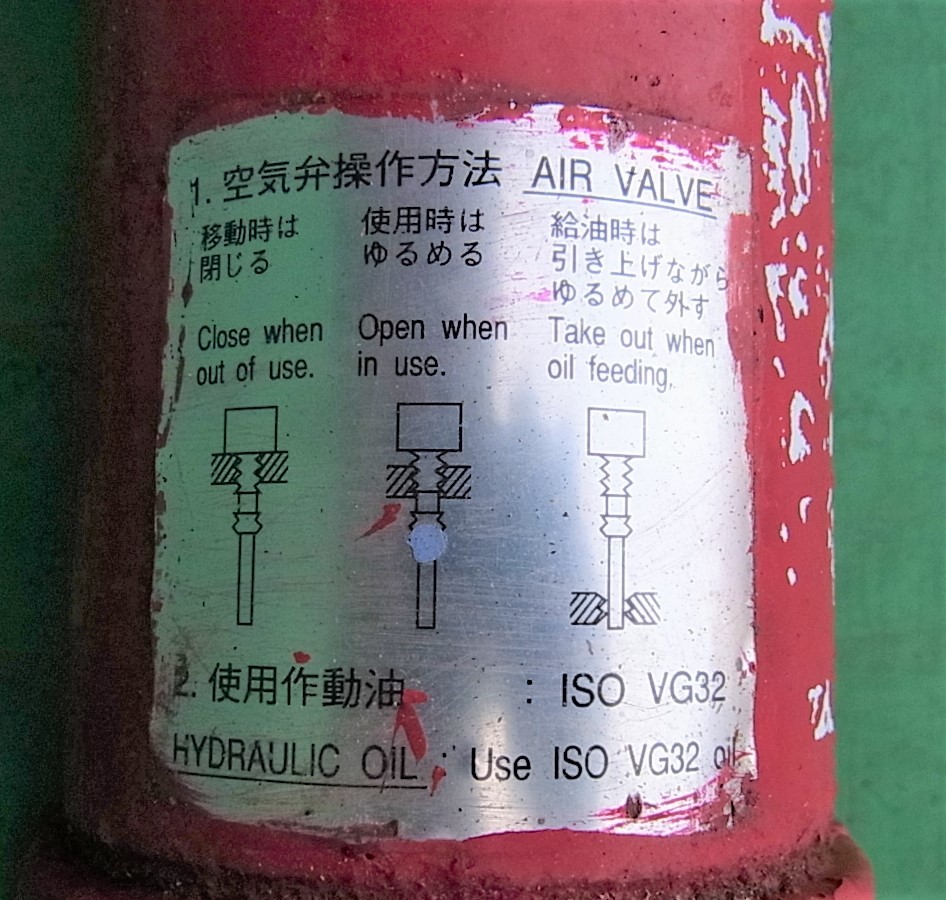 1. 空気弁操作方法 AIR VALVE
移動時は
閉じる
Close when
out of use.
使用時は
ゆるめる
Open when
in use.
給油時は
引き上げながら
ゆるめて外す
Take out when
oil feeding,
2. 使用作動油 : ISO VG32
HYDRAULIC OIL : Use ISO VG32 oil